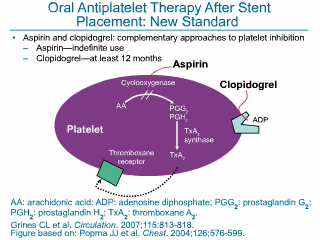 Oral Antiplatelet Therapy After Stent
Placement: New Standard
• Aspirin and clopidogrel: complementary approaches to platelet inhibition
– Aspirin—indefinite use
– Clopidogrel—at least 12 months
Aspirin
Cyclooxygenase
Clopidogrel
AA
PGG2
PGH2
ADP
Platelet
TxA2
synthase
Thromboxane
receptor
TxA2
AA: arachidonic acid; ADP: adenosine diphosphate; PGG2: prostaglandin G2;
PGH2: prostaglandin H2; TxA2: thromboxane A2.
Grines CL et al. Circulation. 2007;115:813-818.
Figure based on: Popma JJ et al. Chest. 2004;126:576-599.